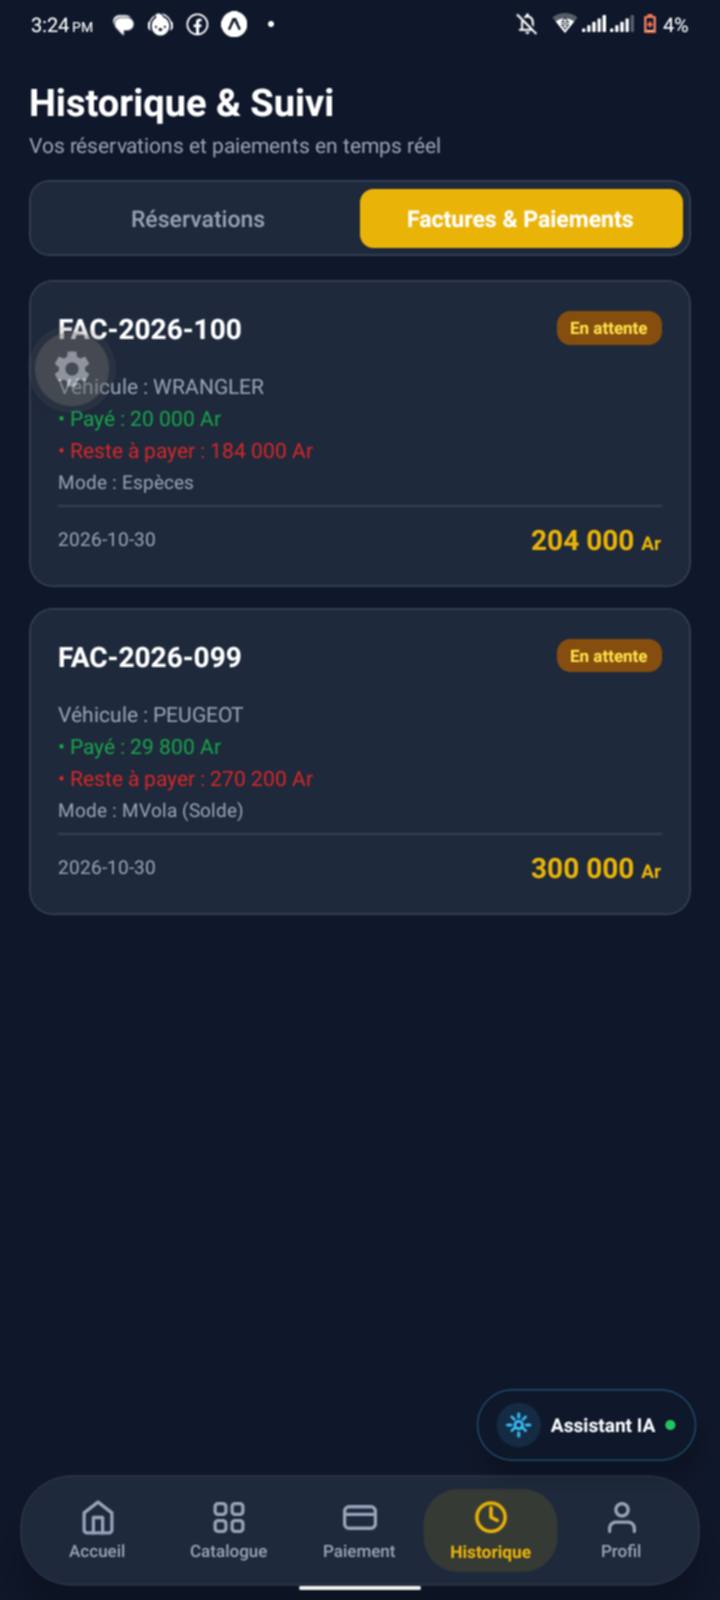 3:24 PM
4%
Historique & Suivi
Vos réservations et paiements en temps réel
Réservations
Factures & Paiements
FAC-2026-100
En attente
Véhicule : WRANGLER
• Payé : 20 000 Ar
• Reste à payer : 184 000 Ar
Mode : Espèces
2026-10-30
204 000 Ar
FAC-2026-099
En attente
Véhicule : PEUGEOT
• Payé : 29 800 Ar
• Reste à payer : 270 200 Ar
Mode : MVola (Solde)
2026-10-30
300 000 Ar
Assistant IA
Accueil
Catalogue
Paiement
Historique
Profil